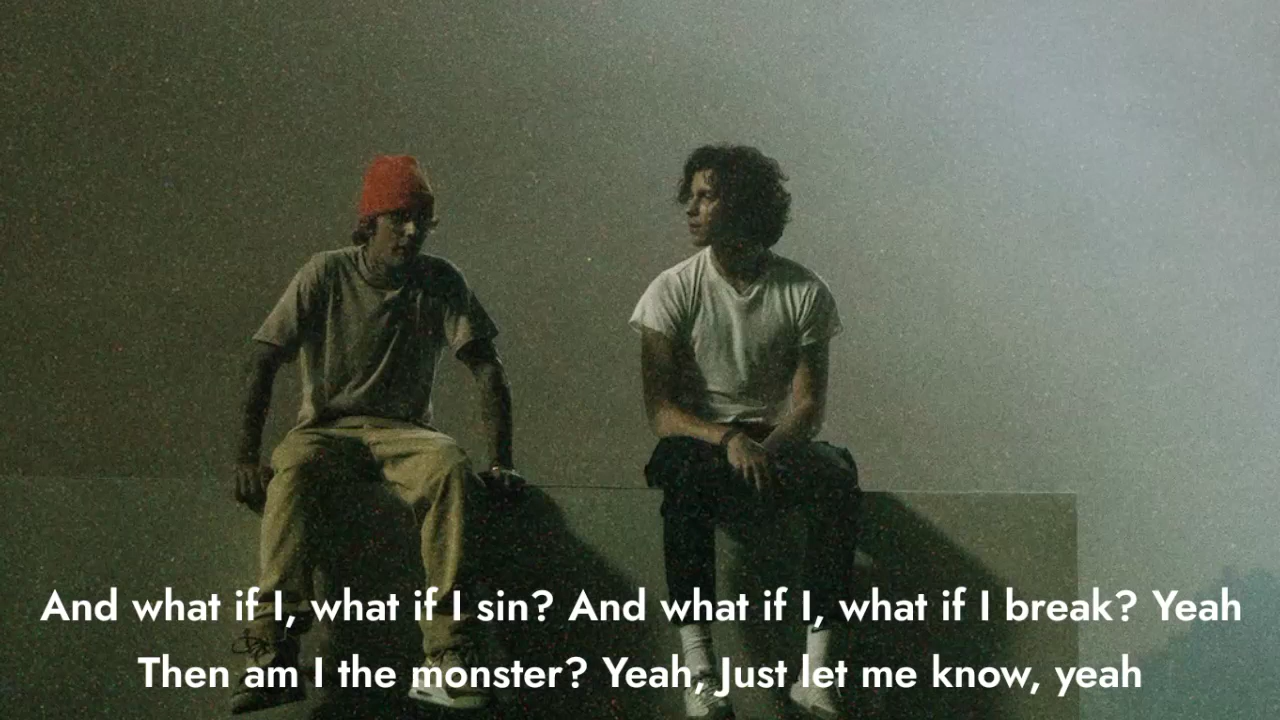 And what if I, what if I sin? And what if I, what if I break? Yeah
Then am I the monster? Yeah, Just let me know, yeah